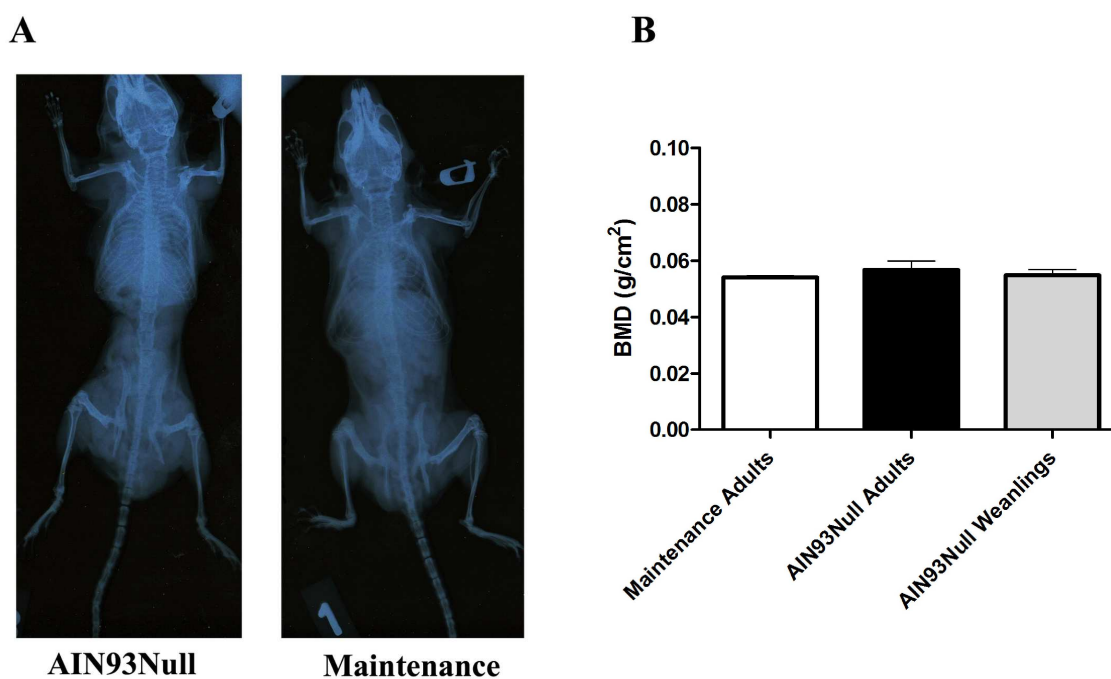 A
B
1
AIN93Null
Maintenance
BMD (g/cm²)
0.10
0.08
0.06
0.04
0.02
0.00
Maintenance Adults
AIN93Null Adults
AIN93Null Weanlings